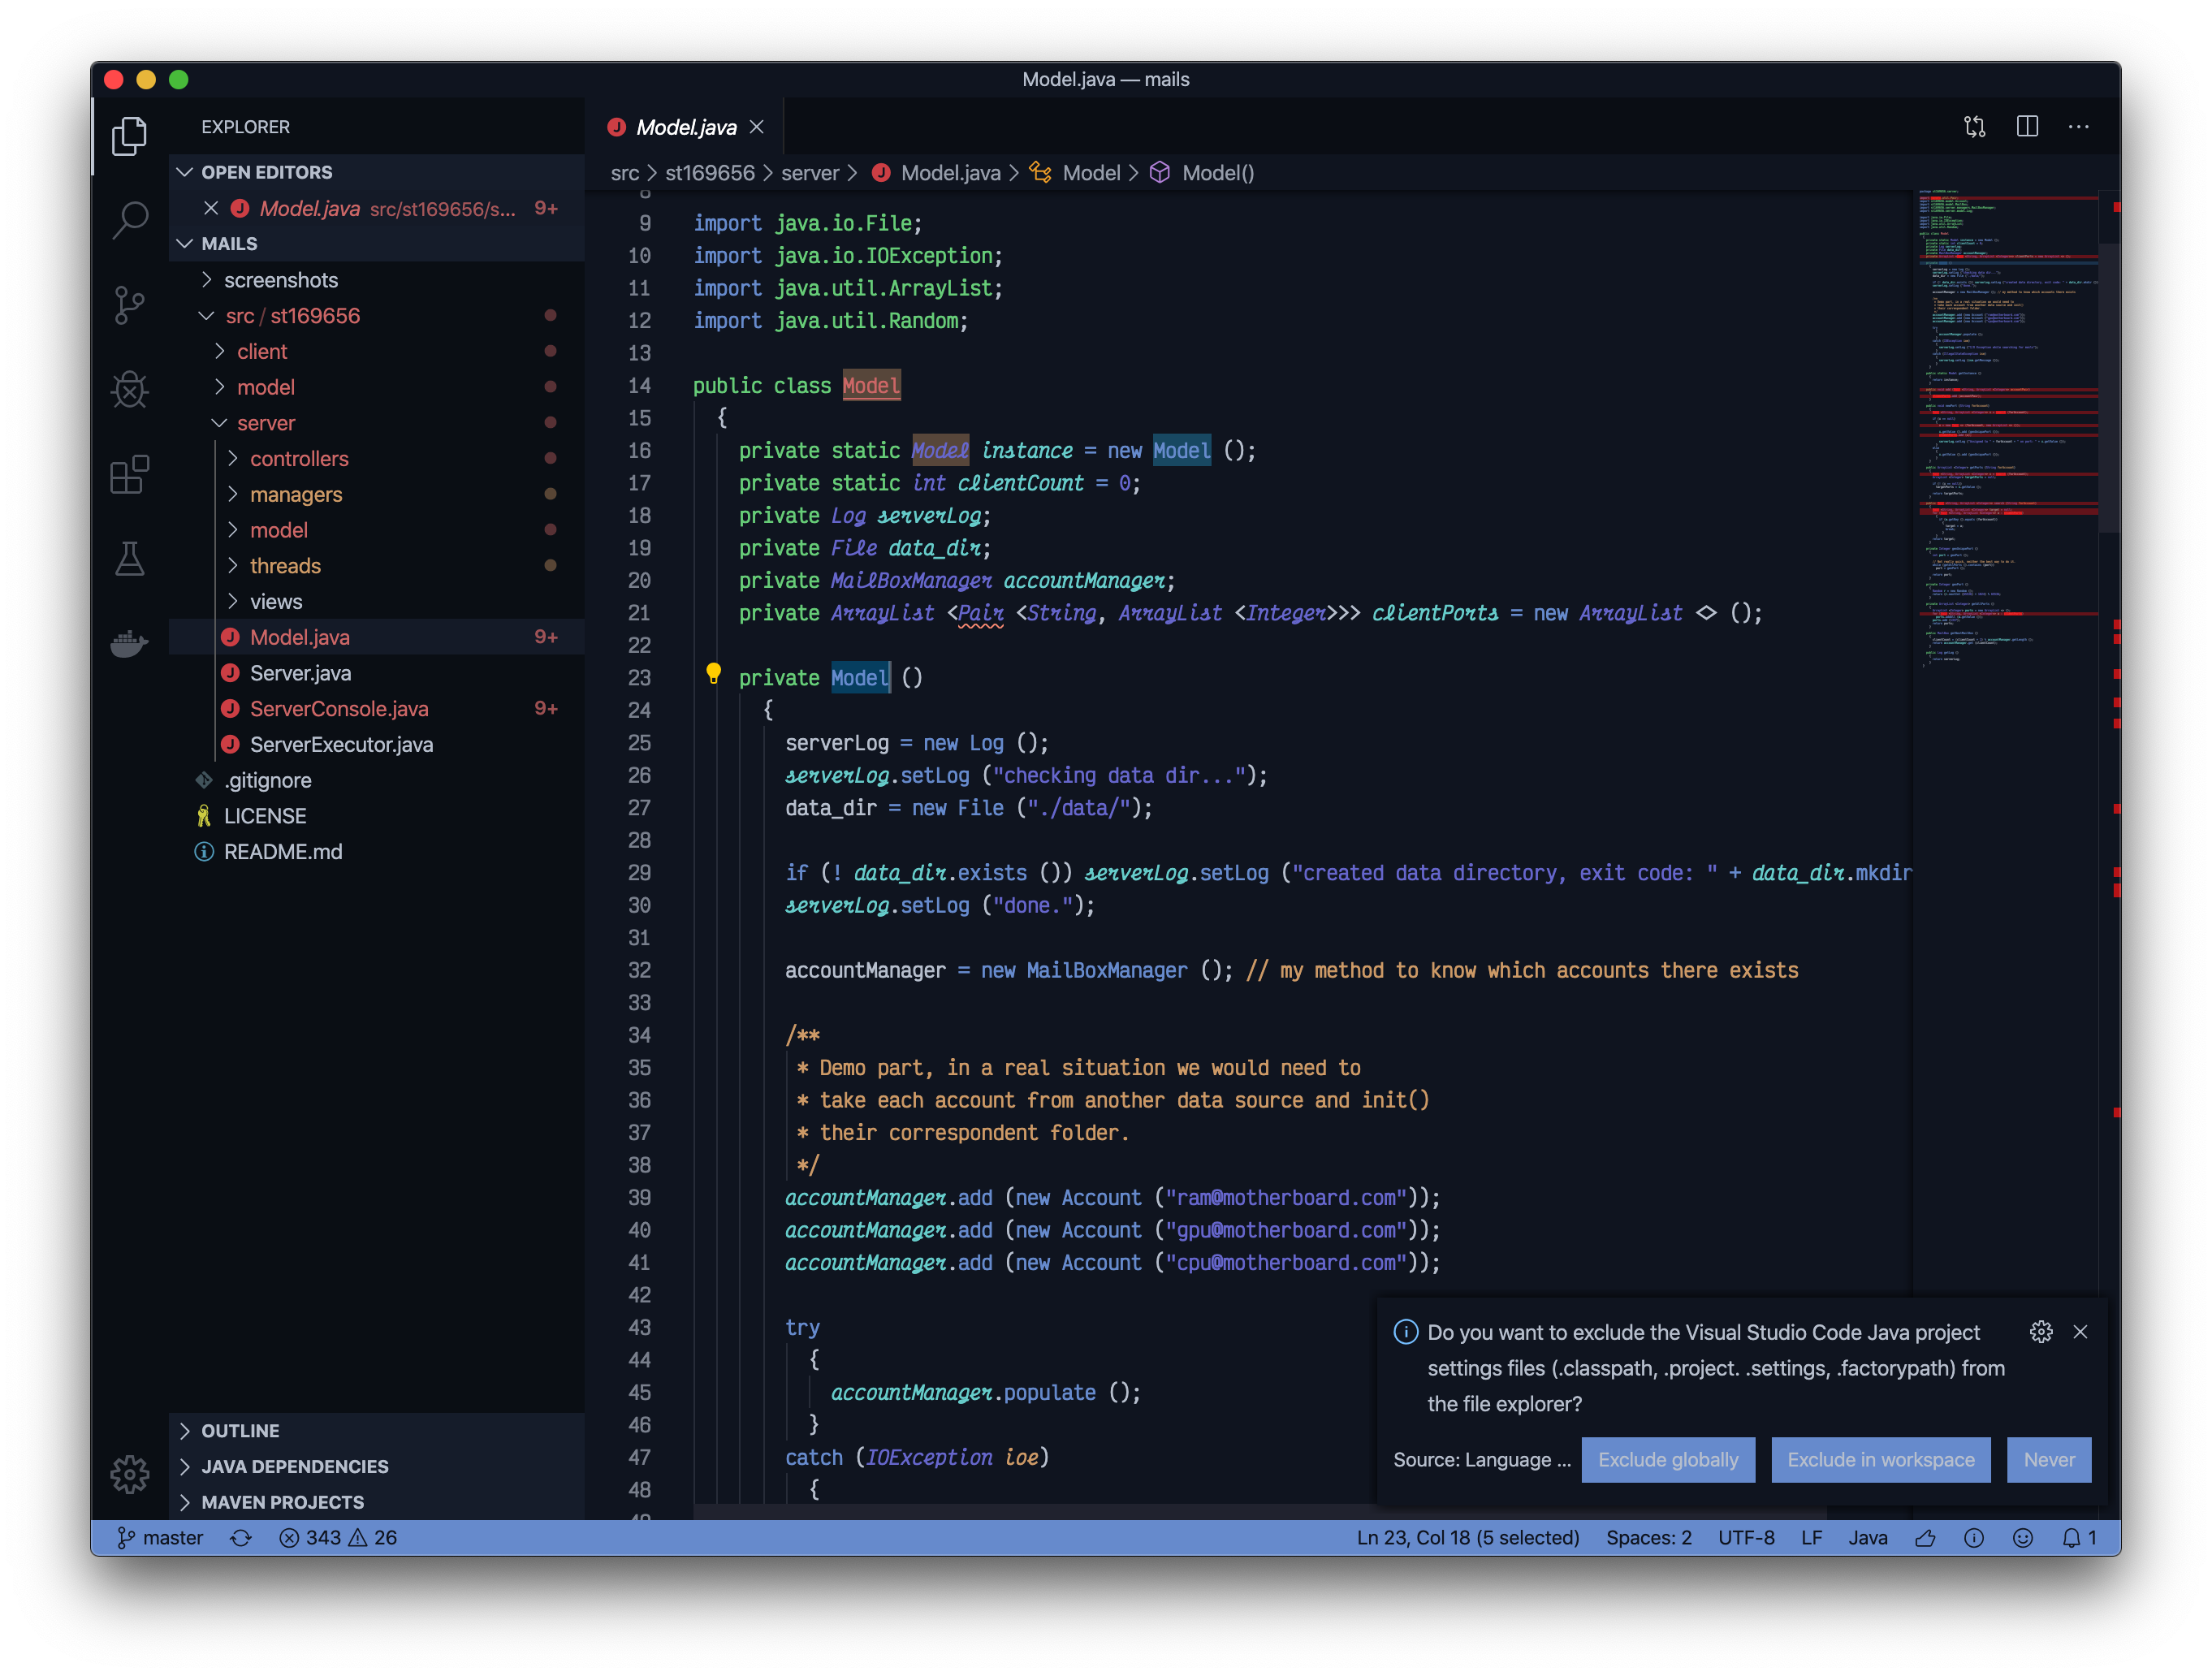 Model.java — mails
EXPLORER
OPEN EDITORS
Model.java src/st169656/s... 9+
MAILS
screenshots
src / st169656
client
model
server
controllers
managers
model
threads
views
Model.java 9+
Server.java
ServerConsole.java 9+
ServerExecutor.java
.gitignore
LICENSE
README.md
OUTLINE
JAVA DEPENDENCIES
MAVEN PROJECTS
Model.java
src > st169656 > server > Model.java > Model > Model()
8
9 import java.io.File;
10 import java.io.IOException;
11 import java.util.ArrayList;
12 import java.util.Random;
13
14 public class Model
15 {
16 private static Model instance = new Model ();
17 private static int clientCount = 0;
18 private Log serverLog;
19 private File data_dir;
20 private MailBoxManager accountManager;
21 private ArrayList <Pair <String, ArrayList <Integer>>> clientPorts = new ArrayList <> ();
22
23 private Model ()
24 {
25 serverLog = new Log ();
26 serverLog.setLog ("checking data dir...");
27 data_dir = new File ("./data/");
28
29 if (! data_dir.exists ()) serverLog.setLog ("created data directory, exit code: " + data_dir.mkdir
30 serverLog.setLog ("done.");
31
32 accountManager = new MailBoxManager (); // my method to know which accounts there exists
33
34 /**
35 * Demo part, in a real situation we would need to
36 * take each account from another data source and init()
37 * their correspondent folder.
38 */
39 accountManager.add (new Account ("ram@motherboard.com"));
40 accountManager.add (new Account ("gpu@motherboard.com"));
41 accountManager.add (new Account ("cpu@motherboard.com"));
42
43 try
44 {
45 accountManager.populate ();
46 }
47 catch (IOException ioe)
48 {
Do you want to exclude the Visual Studio Code Java project
settings files (.classpath, .project. .settings, .factorypath) from
the file explorer?
Source: Language ... Exclude globally Exclude in workspace Never
master 343 26 Ln 23, Col 18 (5 selected) Spaces: 2 UTF-8 LF Java 1